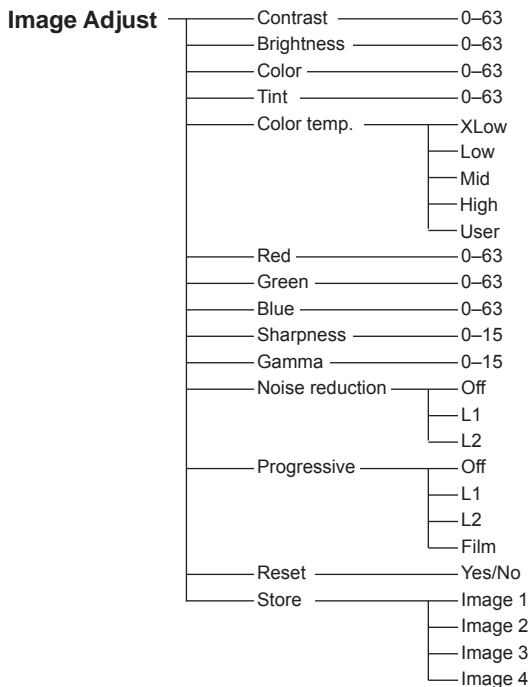 Image Adjust Contrast 0–63
Brightness 0–63
Color 0–63
Tint 0–63
Color temp. XLow
Low
Mid
High
User
Red 0–63
Green 0–63
Blue 0–63
Sharpness 0–15
Gamma 0–15
Noise reduction Off
L1
L2
Progressive Off
L1
L2
Film
Reset Yes/No
Store Image 1
Image 2
Image 3
Image 4